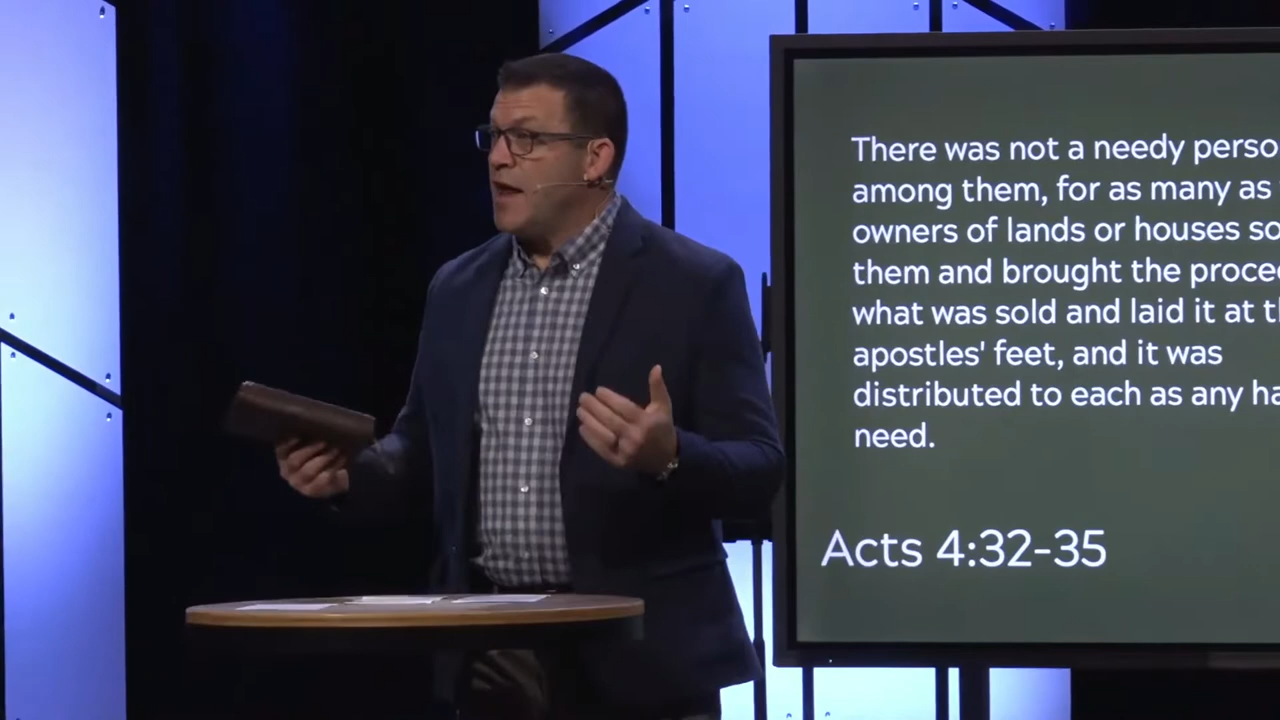 There was not a needy perso
among them, for as many as
owners of lands or houses so
them and brought the procee
what was sold and laid it at t
apostles' feet, and it was
distributed to each as any ha
need.
Acts 4:32-35